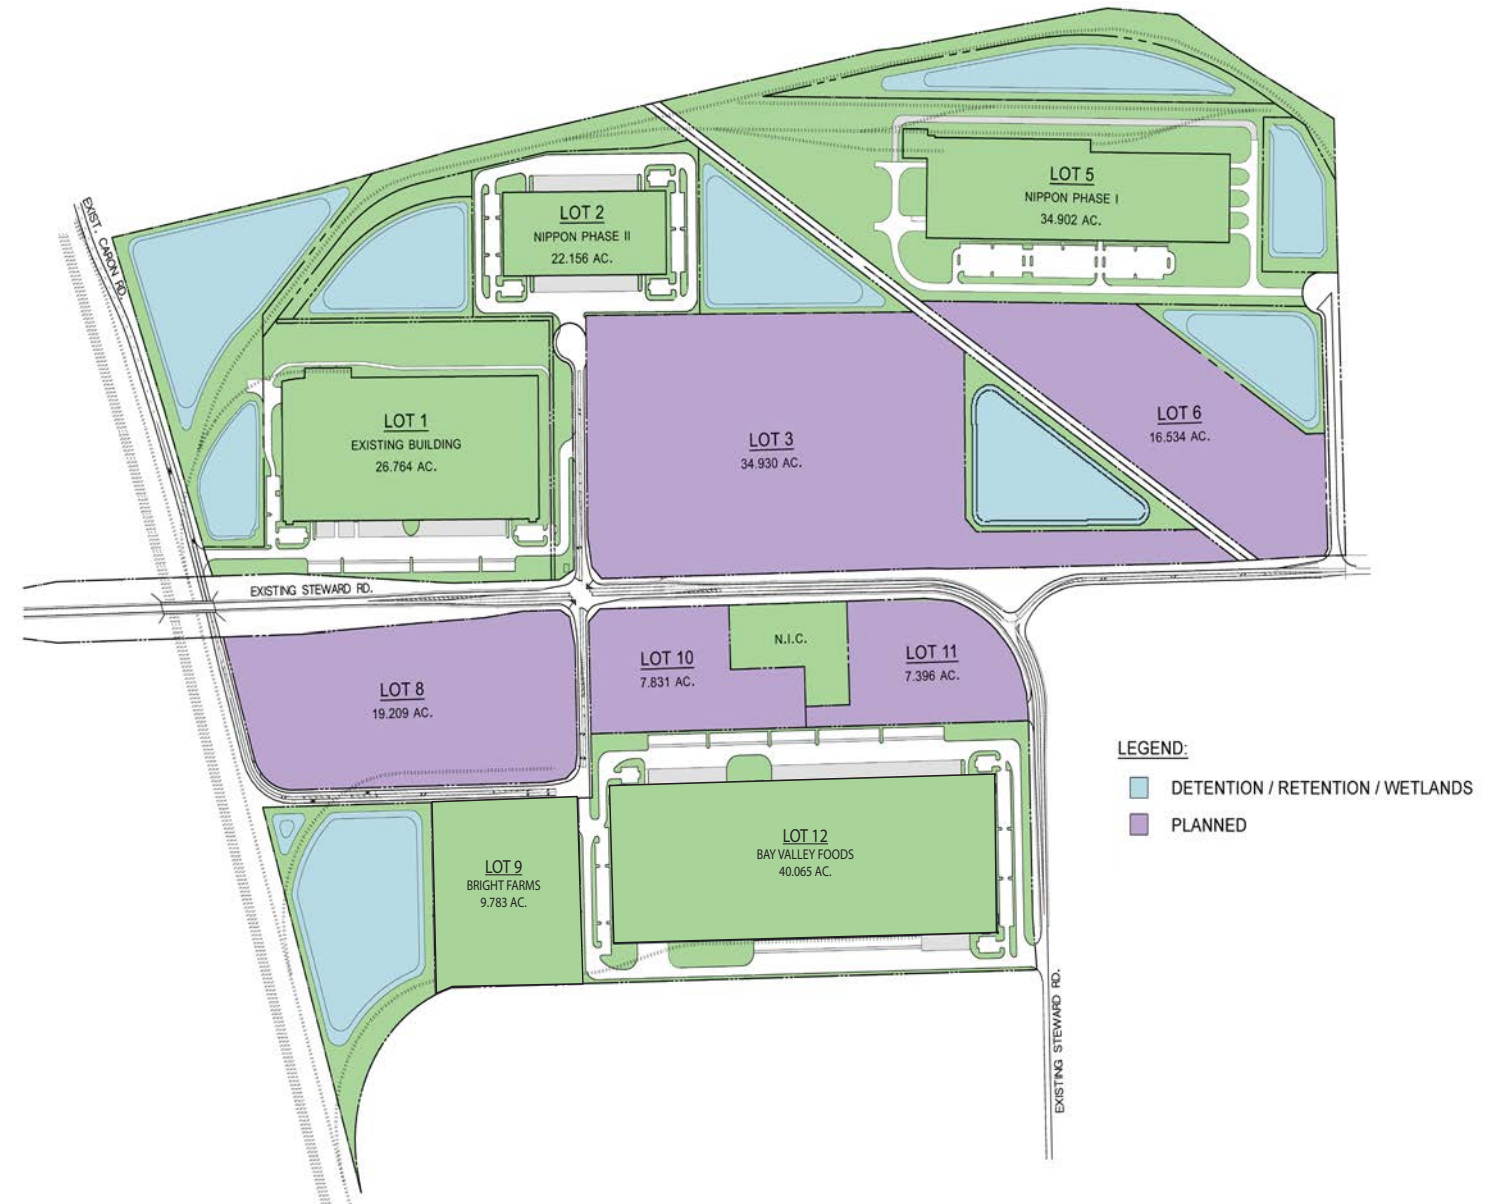 EXIST. CARON RD.
LOT 5
NIPPON PHASE I
34.902 AC.
LOT 2
NIPPON PHASE II
22.156 AC.
LOT 1
EXISTING BUILDING
26.764 AC.
LOT 3
34.930 AC.
LOT 6
16.534 AC.
EXISTING STEWARD RD.
N.I.C.
LOT 10
7.831 AC.
LOT 11
7.396 AC.
LOT 8
19.209 AC.
LEGEND:
DETENTION / RETENTION / WETLANDS
PLANNED
LOT 12
BAY VALLEY FOODS
40.065 AC.
LOT 9
BRIGHT FARMS
9.783 AC.
EXISTING STEWARD RD.